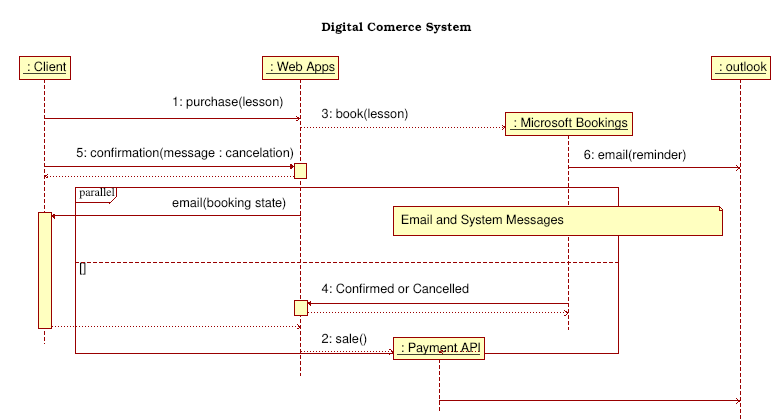 Digital Comerce System
: Client
: Web Apps
: outlook
1: purchase(lesson)
3: book(lesson)
: Microsoft Bookings
5: confirmation(message : cancelation)
6: email(reminder)
parallel
email(booking state)
Email and System Messages
[]
4: Confirmed or Cancelled
2: sale()
: Payment API